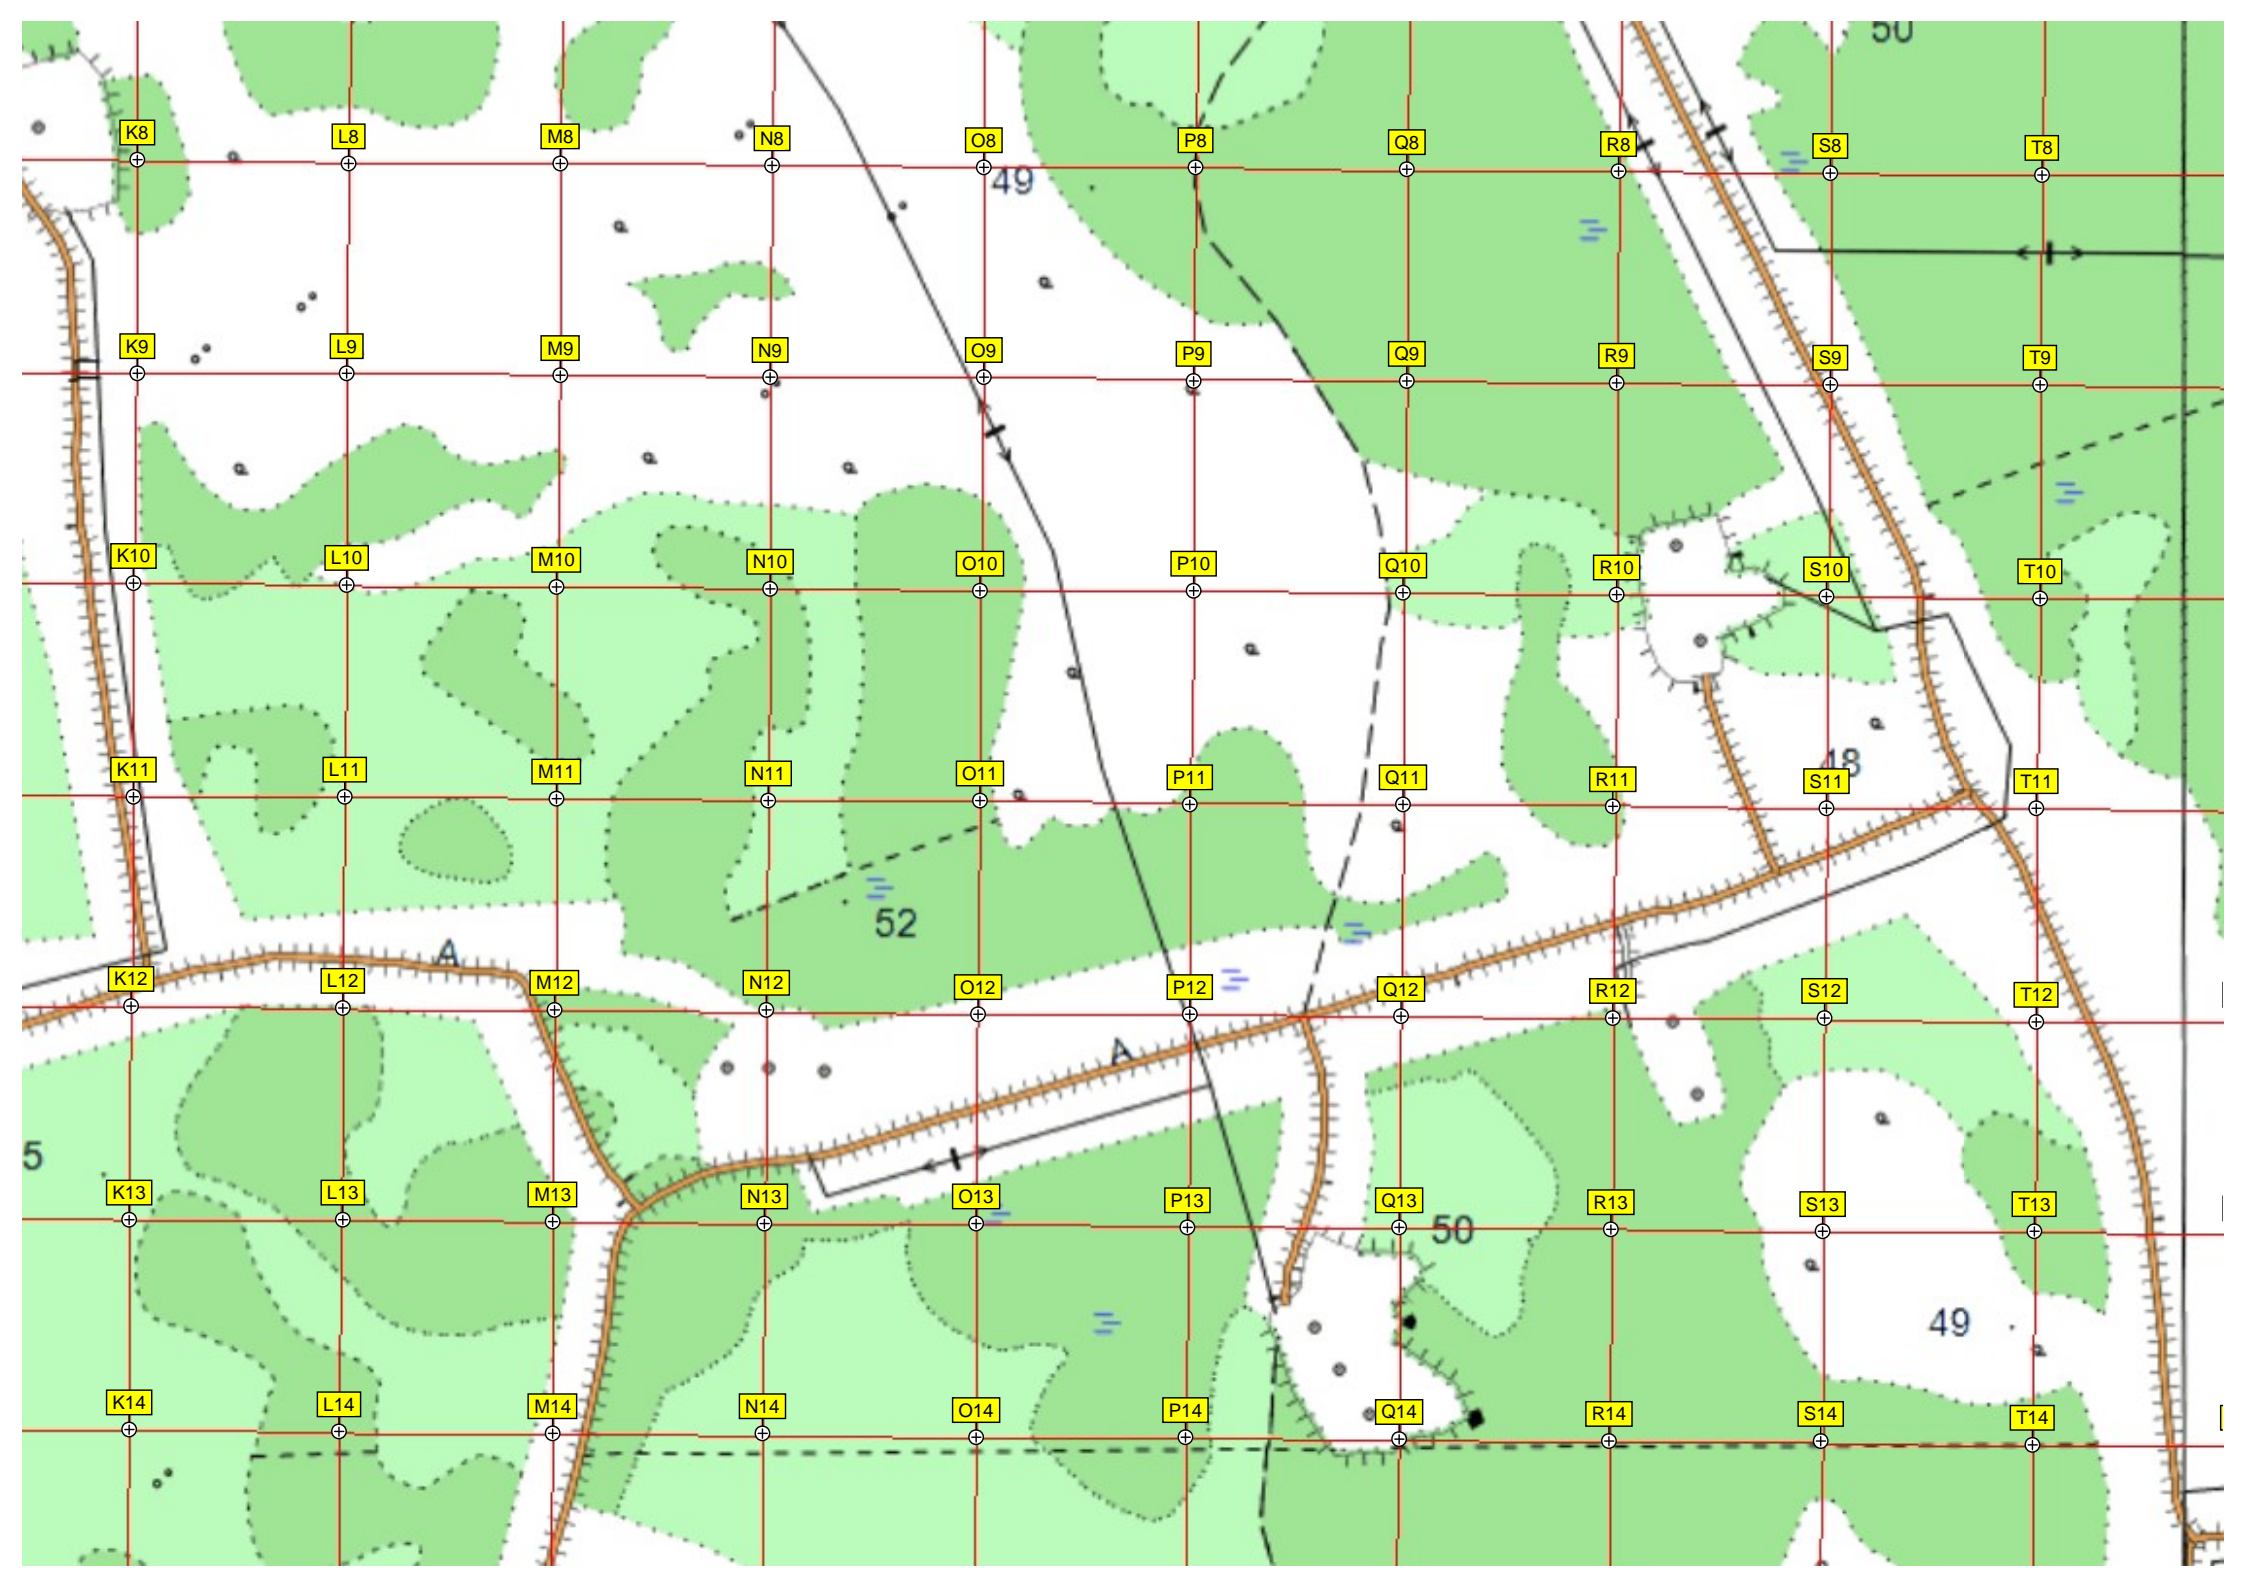 50
K8 L8 M8 N8 O8 P8 Q8 R8 S8 T8
49
K9 L9 M9 N9 O9 P9 Q9 R9 S9 T9
K10 L10 M10 N10 O10 P10 Q10 R10 S10 T10
48
K11 L11 M11 N11 O11 P11 Q11 R11 S11 T11
52
A
K12 L12 M12 N12 O12 P12 Q12 R12 S12 T12
A
5
K13 L13 M13 N13 O13 P13 Q13 R13 S13 T13
50
49
K14 L14 M14 N14 O14 P14 Q14 R14 S14 T14